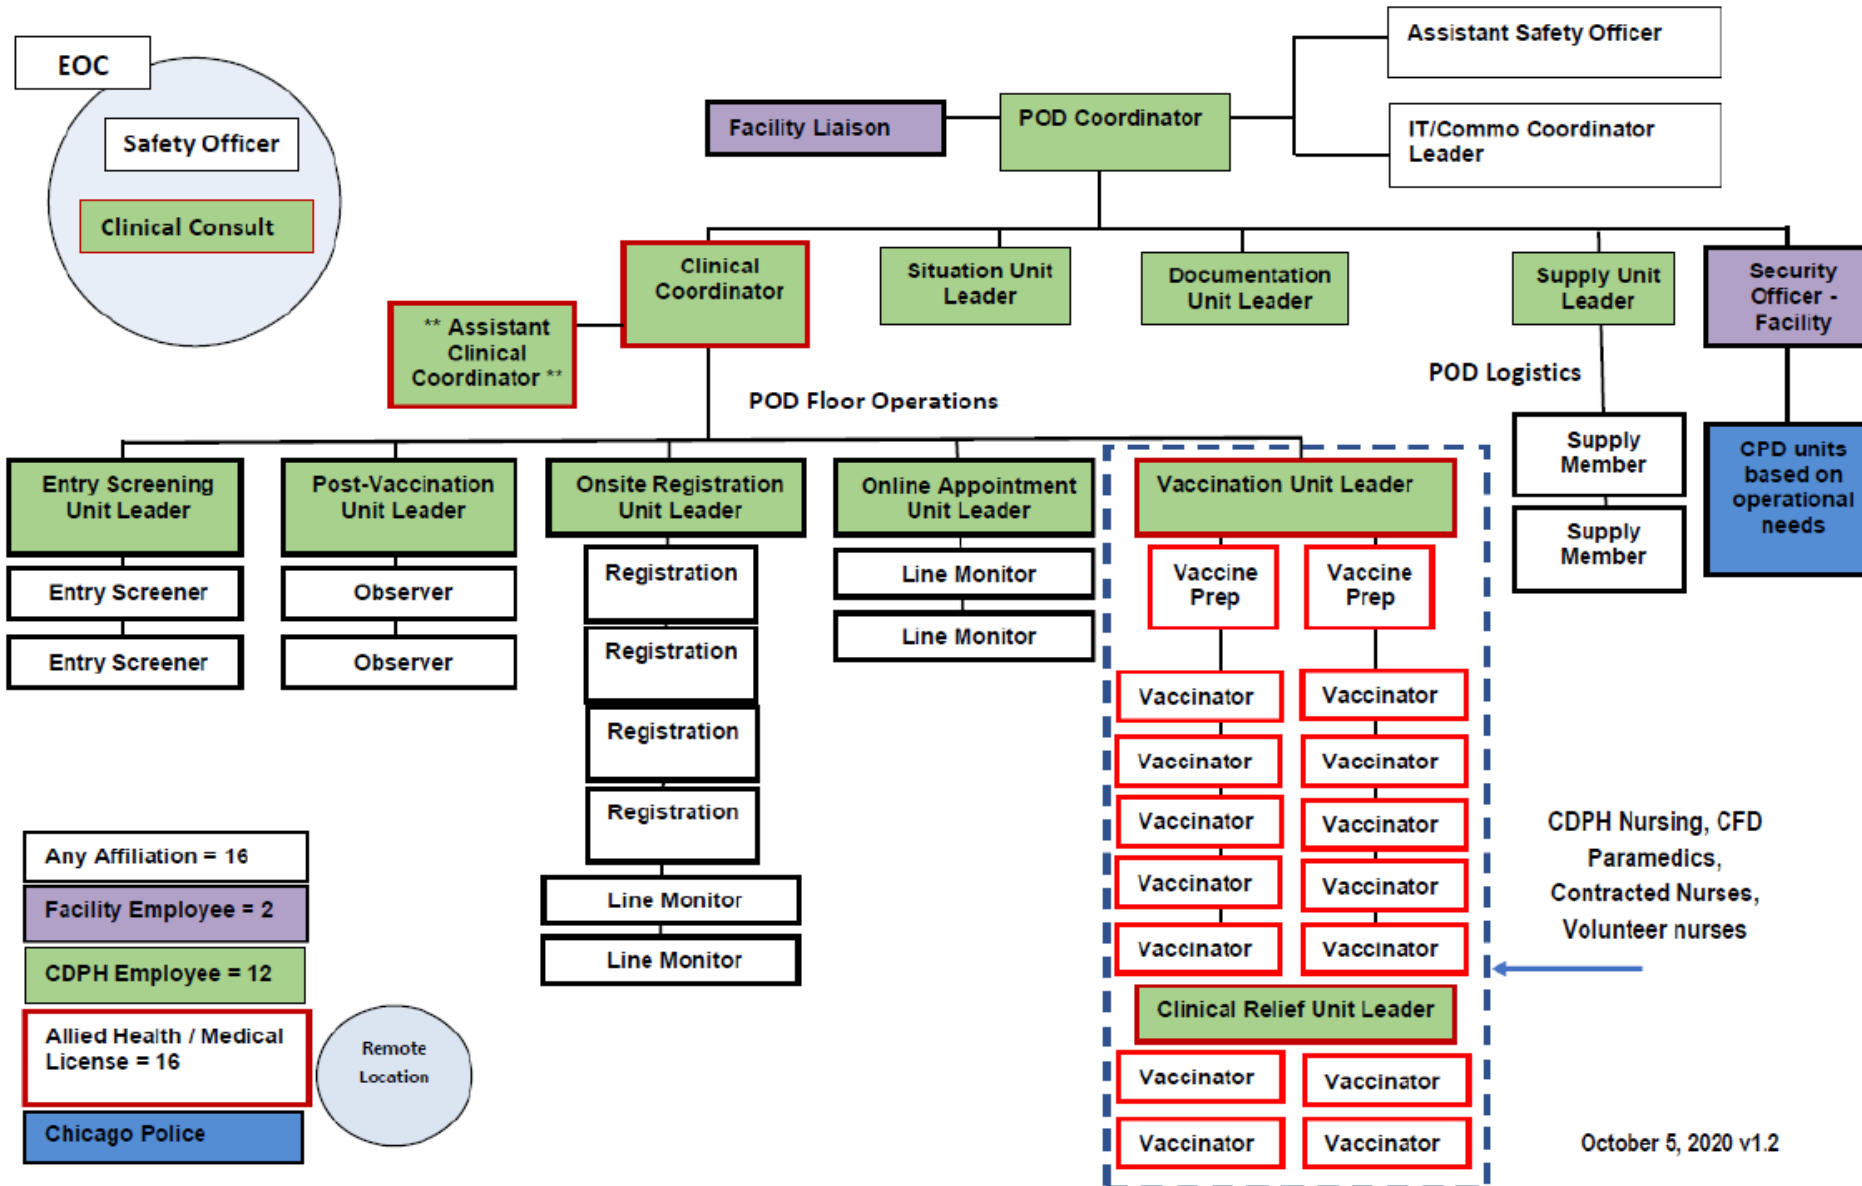 EOC
Safety Officer
Clinical Consult
Facility Liaison
POD Coordinator
Assistant Safety Officer
IT/Commo Coordinator
Leader
Clinical
Coordinator
** Assistant
Clinical
Coordinator **
Situation Unit
Leader
Documentation
Unit Leader
Supply Unit
Leader
Security
Officer -
Facility
POD Floor Operations
POD Logistics
Entry Screening
Unit Leader
Entry Screener
Entry Screener
Post-Vaccination
Unit Leader
Observer
Observer
Onsite Registration
Unit Leader
Registration
Registration
Registration
Registration
Line Monitor
Line Monitor
Online Appointment
Unit Leader
Line Monitor
Line Monitor
Vaccination Unit Leader
Vaccine
Prep
Vaccine
Prep
Vaccinator
Vaccinator
Vaccinator
Vaccinator
Vaccinator
Vaccinator
Vaccinator
Vaccinator
Vaccinator
Vaccinator
Clinical Relief Unit Leader
Vaccinator
Vaccinator
Vaccinator
Vaccinator
Supply
Member
Supply
Member
CPD units
based on
operational
needs
CDPH Nursing, CFD
Paramedics,
Contracted Nurses,
Volunteer nurses
Any Affiliation = 16
Facility Employee = 2
CDPH Employee = 12
Allied Health / Medical
License = 16
Chicago Police
Remote
Location
October 5, 2020 v1.2